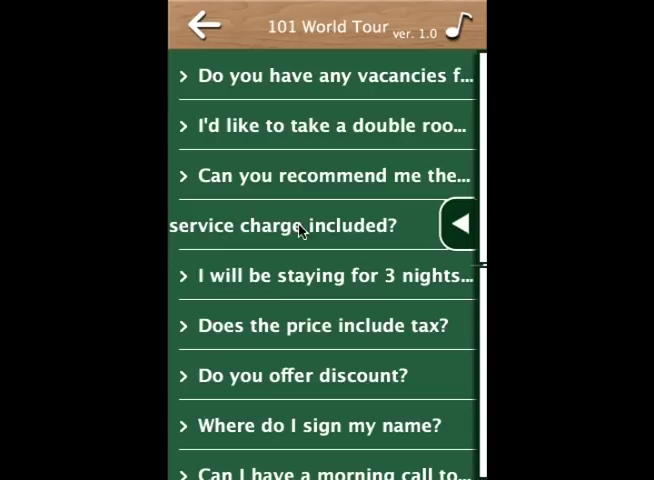 101 World Tour ver. 1.0
Do you have any vacancies f...
I'd like to take a double roo...
Can you recommend me the...
service charge included?
I will be staying for 3 nights...
Does the price include tax?
Do you offer discount?
Where do I sign my name?
Can I have a morning call to...